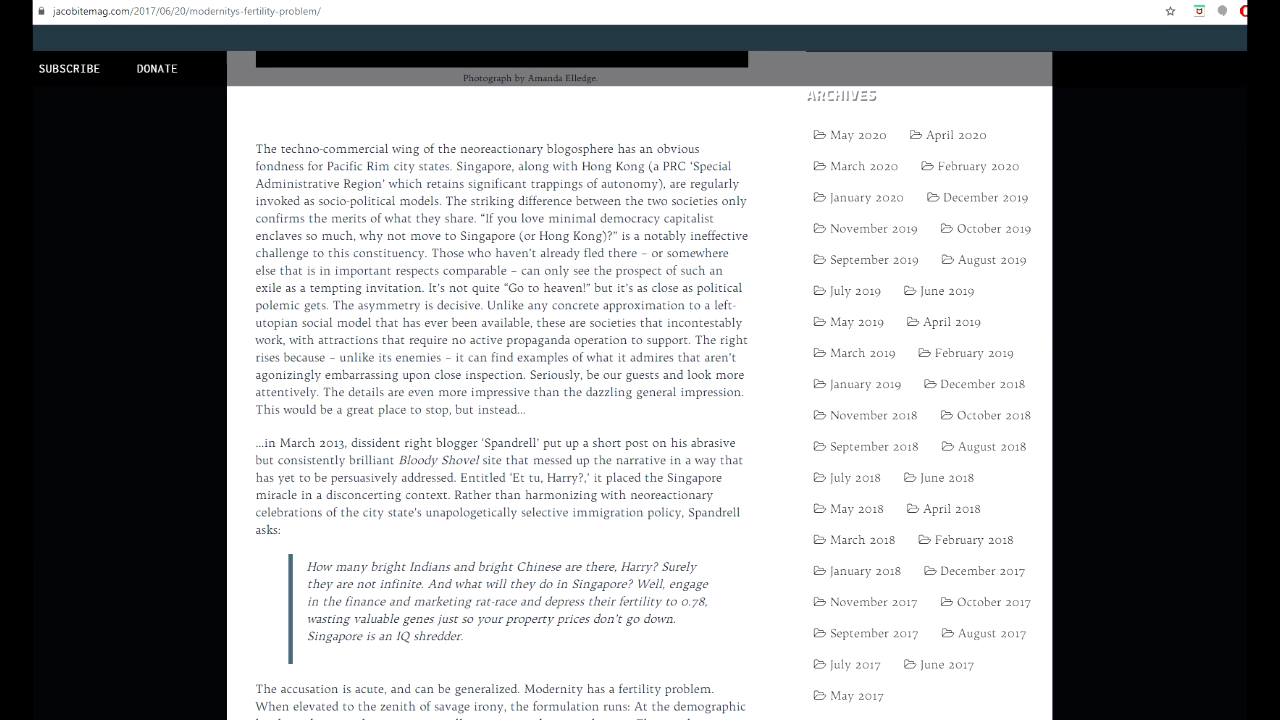 jacobitemag.com/2017/06/20/modernitys-fertility-problem/
SUBSCRIBE DONATE
Photograph by Amanda Elledge.
The techno-commercial wing of the neoreactionary blogosphere has an obvious
fondness for Pacific Rim city states. Singapore, along with Hong Kong (a PRC ‘Special
Administrative Region’ which retains significant trappings of autonomy), are regularly
invoked as socio-political models. The striking difference between the two societies only
confirms the merits of what they share. “If you love minimal democracy capitalist
enclaves so much, why not move to Singapore (or Hong Kong)?” is a notably ineffective
challenge to this constituency. Those who haven’t already fled there – or somewhere
else that is in important respects comparable – can only see the prospect of such an
exile as a tempting invitation. It’s not quite “Go to heaven!” but it’s as close as political
polemic gets. The asymmetry is decisive. Unlike any concrete approximation to a left-
utopian social model that has ever been available, these are societies that incontestably
work, with attractions that require no active propaganda operation to support. The right
rises because – unlike its enemies – it can find examples of what it admires that aren’t
agonizingly embarrassing upon close inspection. Seriously, be our guests and look more
attentively. The details are even more impressive than the dazzling general impression.
This would be a great place to stop, but instead…
…in March 2013, dissident right blogger ‘Spandrell’ put up a short post on his abrasive
but consistently brilliant Bloody Shovel site that messed up the narrative in a way that
has yet to be persuasively addressed. Entitled ‘Et tu, Harry?,’ it placed the Singapore
miracle in a disconcerting context. Rather than harmonizing with neoreactionary
celebrations of the city state’s unapologetically selective immigration policy, Spandrell
asks:
How many bright Indians and bright Chinese are there, Harry? Surely
they are not infinite. And what will they do in Singapore? Well, engage
in the finance and marketing rat-race and depress their fertility to 0.78,
wasting valuable genes just so your property prices don’t go down.
Singapore is an IQ shredder.
The accusation is acute, and can be generalized. Modernity has a fertility problem.
When elevated to the zenith of savage irony, the formulation runs: At the demographic
ARCHIVES
May 2020 April 2020
March 2020 February 2020
January 2020 December 2019
November 2019 October 2019
September 2019 August 2019
July 2019 June 2019
May 2019 April 2019
March 2019 February 2019
January 2019 December 2018
November 2018 October 2018
September 2018 August 2018
July 2018 June 2018
May 2018 April 2018
March 2018 February 2018
January 2018 December 2017
November 2017 October 2017
September 2017 August 2017
July 2017 June 2017
May 2017